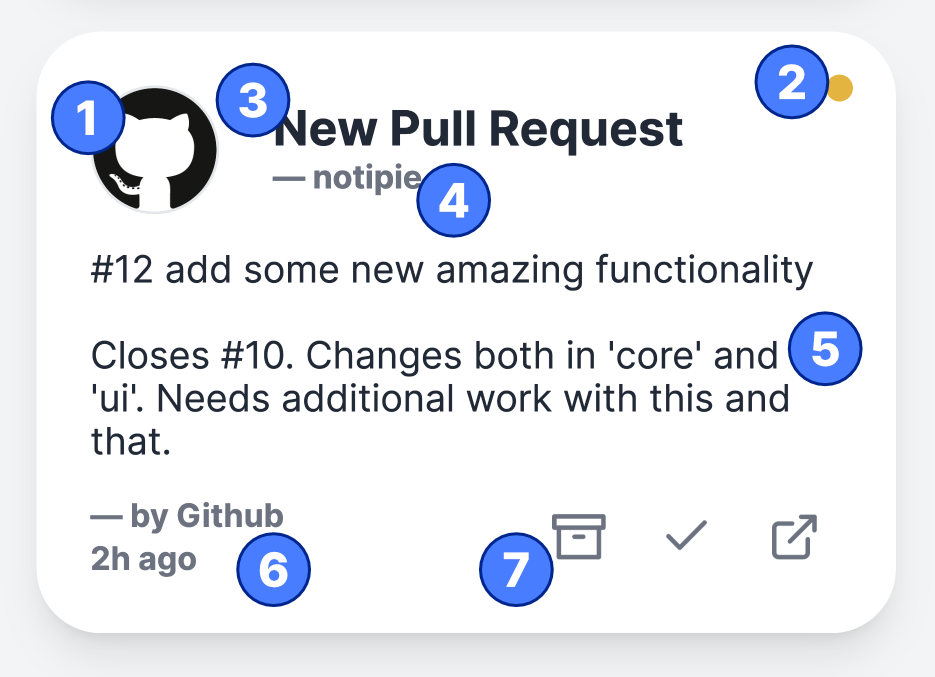 1
3
New Pull Request
2
— notipie
4
#12 add some new amazing functionality
Closes #10. Changes both in 'core' and
5
'ui'. Needs additional work with this and
that.
— by Github
2h ago
6
7